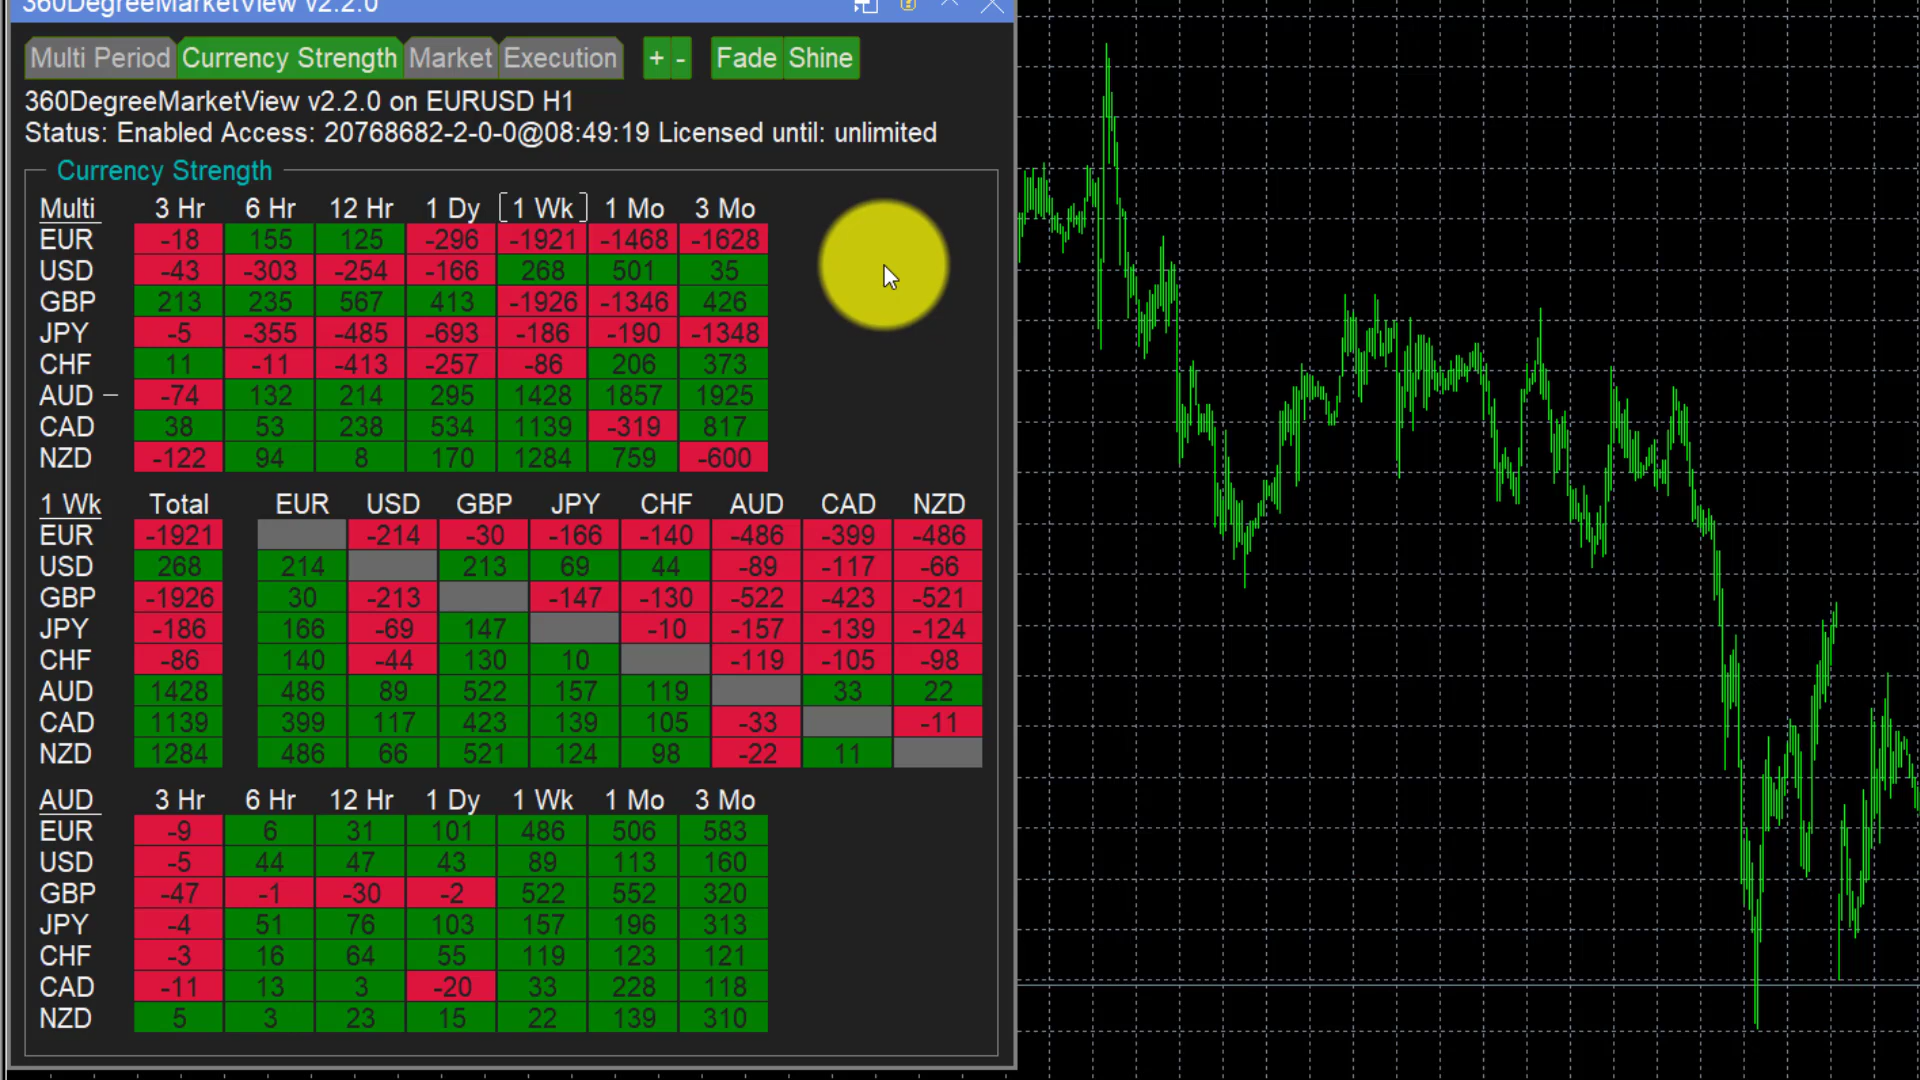 360DegreeMarketView v2.2.0
Multi Period Currency Strength Market Execution + - Fade Shine
360DegreeMarketView v2.2.0 on EURUSD H1
Status: Enabled Access: 20768682-2-0-0@08:49:19 Licensed until: unlimited
Currency Strength
Multi 3 Hr 6 Hr 12 Hr 1 Dy [1 Wk] 1 Mo 3 Mo
EUR -18 155 125 -296 -1921 -1468 -1628
USD -43 -303 -254 -166 268 501 35
GBP 213 235 567 413 -1926 -1346 426
JPY -5 -355 -485 -693 -186 -190 -1348
CHF 11 -11 -413 -257 -86 206 373
AUD – -74 132 214 295 1428 1857 1925
CAD 38 53 238 534 1139 -319 817
NZD -122 94 8 170 1284 759 -600
1 Wk Total EUR USD GBP JPY CHF AUD CAD NZD
EUR -1921 -214 -30 -166 -140 -486 -399 -486
USD 268 214 213 69 44 -89 -117 -66
GBP -1926 30 -213 -147 -130 -522 -423 -521
JPY -186 166 -69 147 -10 -157 -139 -124
CHF -86 140 -44 130 10 -119 -105 -98
AUD 1428 486 89 522 157 119 33 22
CAD 1139 399 117 423 139 105 -33 -11
NZD 1284 486 66 521 124 98 -22 11
AUD 3 Hr 6 Hr 12 Hr 1 Dy 1 Wk 1 Mo 3 Mo
EUR -9 6 31 101 486 506 583
USD -5 44 47 43 89 113 160
GBP -47 -1 -30 -2 522 552 320
JPY -4 51 76 103 157 196 313
CHF -3 16 64 55 119 123 121
CAD -11 13 3 -20 33 228 118
NZD 5 3 23 15 22 139 310